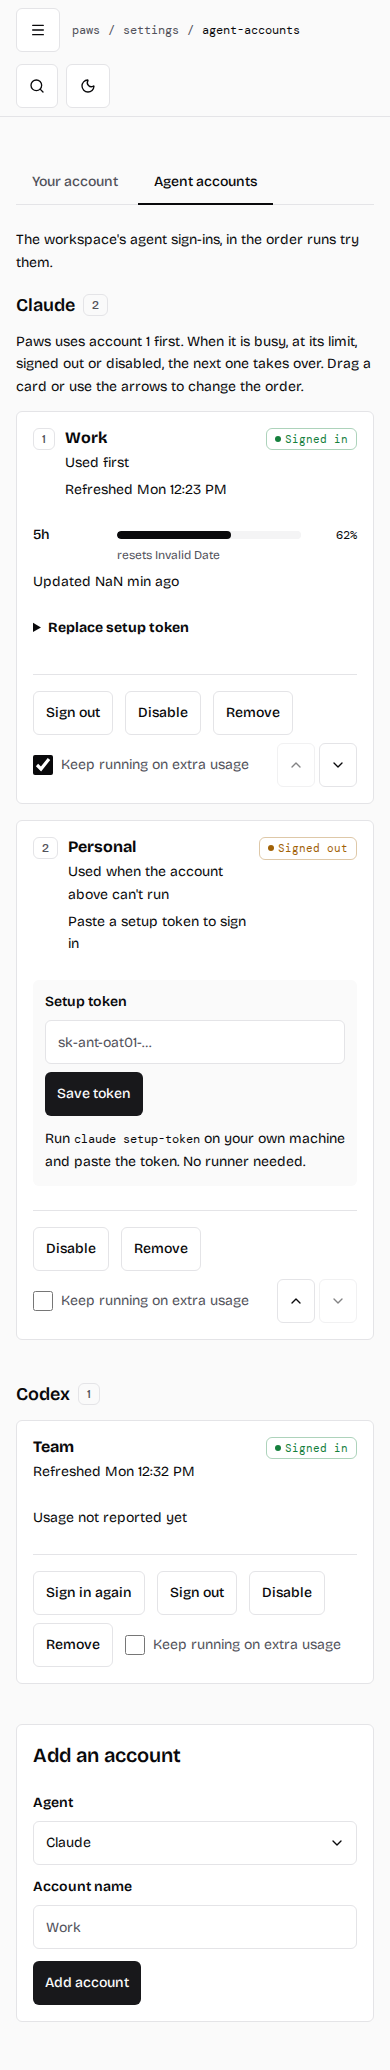 paws / settings / agent-accounts
Your account
Agent accounts
The workspace's agent sign-ins, in the order runs try
them.
Claude 2
Paws uses account 1 first. When it is busy, at its limit,
signed out or disabled, the next one takes over. Drag a
card or use the arrows to change the order.
1 Work Signed in
Used first
Refreshed Mon 12:23 PM
5h 62%
resets Invalid Date
Updated NaN min ago
Replace setup token
Sign out Disable Remove
Keep running on extra usage
2 Personal Signed out
Used when the account
above can't run
Paste a setup token to sign
in
Setup token
sk-ant-oat01-...
Save token
Run claude setup-token on your own machine
and paste the token. No runner needed.
Disable Remove
Keep running on extra usage
Codex 1
Team Signed in
Refreshed Mon 12:32 PM
Usage not reported yet
Sign in again Sign out Disable
Remove Keep running on extra usage
Add an account
Agent
Claude
Account name
Work
Add account